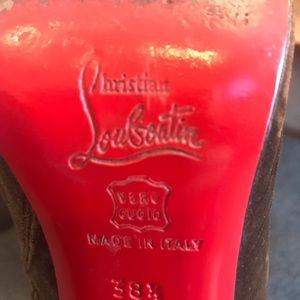 Christian
Louboutin
VERO
CUOIO
MADE IN ITALY
38½